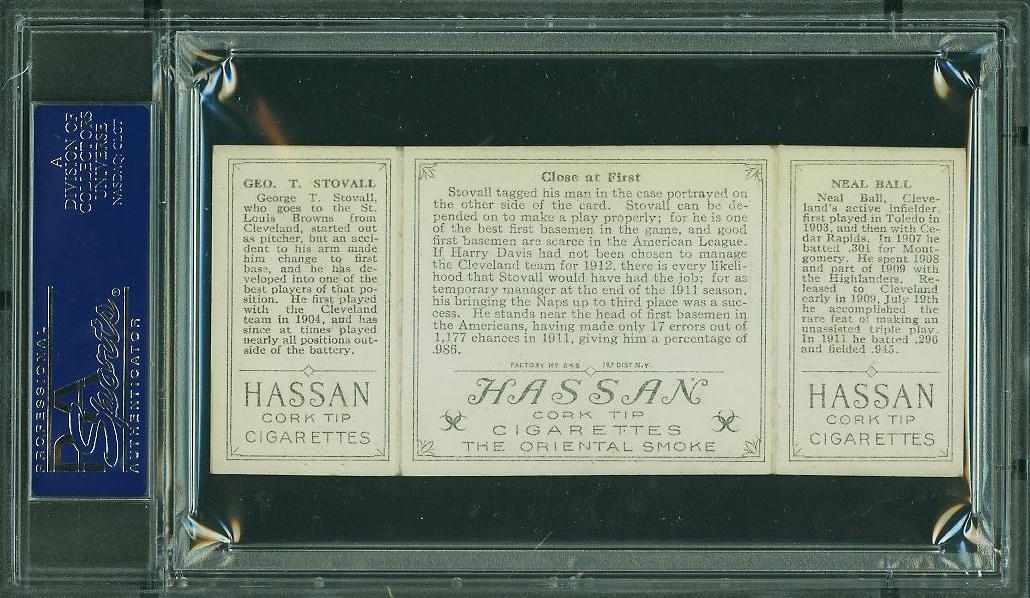 A
DIVISION OF
COLLECTORS
UNIVERSE
NASDAQ: CLCT
PROFESSIONAL
PSA
Sports ®
AUTHENTICATOR
GEO. T. STOVALL
George T. Stovall,
who goes to the St.
Louis Browns from
Cleveland, started out
as pitcher, but an acci-
dent to his arm made
him change to first
base, and he has de-
veloped into one of the
best players of that po-
sition. He first played
with the Cleveland
team in 1904, and has
since at times played
nearly all positions out-
side of the battery.
HASSAN
CORK TIP
CIGARETTES
Close at First
Stovall tagged his man in the case portrayed on
the other side of the card. Stovall can be de-
pended on to make a play properly; for he is one
of the best first basemen in the game, and good
first basemen are scarce in the American League.
If Harry Davis had not been chosen to manage
the Cleveland team for 1912, there is every likeli-
hood that Stovall would have had the job; for as
temporary manager at the end of the 1911 season,
his bringing the Naps up to third place was a suc-
cess. He stands near the head of first basemen in
the Americans, having made only 17 errors out of
1,177 chances in 1911, giving him a percentage of
.986.
FACTORY NO 649 1ST DIST N.Y.
HASSAN
CORK TIP
CIGARETTES
THE ORIENTAL SMOKE
NEAL BALL
Neal Ball, Cleve-
land's active infielder,
first played in Toledo in
1903, and then with Ce-
dar Rapids. In 1907 he
batted .301 for Mont-
gomery. He spent 1908
and part of 1909 with
the Highlanders. Re-
leased to Cleveland
early in 1909, July 19th
he accomplished the
rare feat of making an
unassisted triple play.
In 1911 he batted .296
and fielded .945.
HASSAN
CORK TIP
CIGARETTES